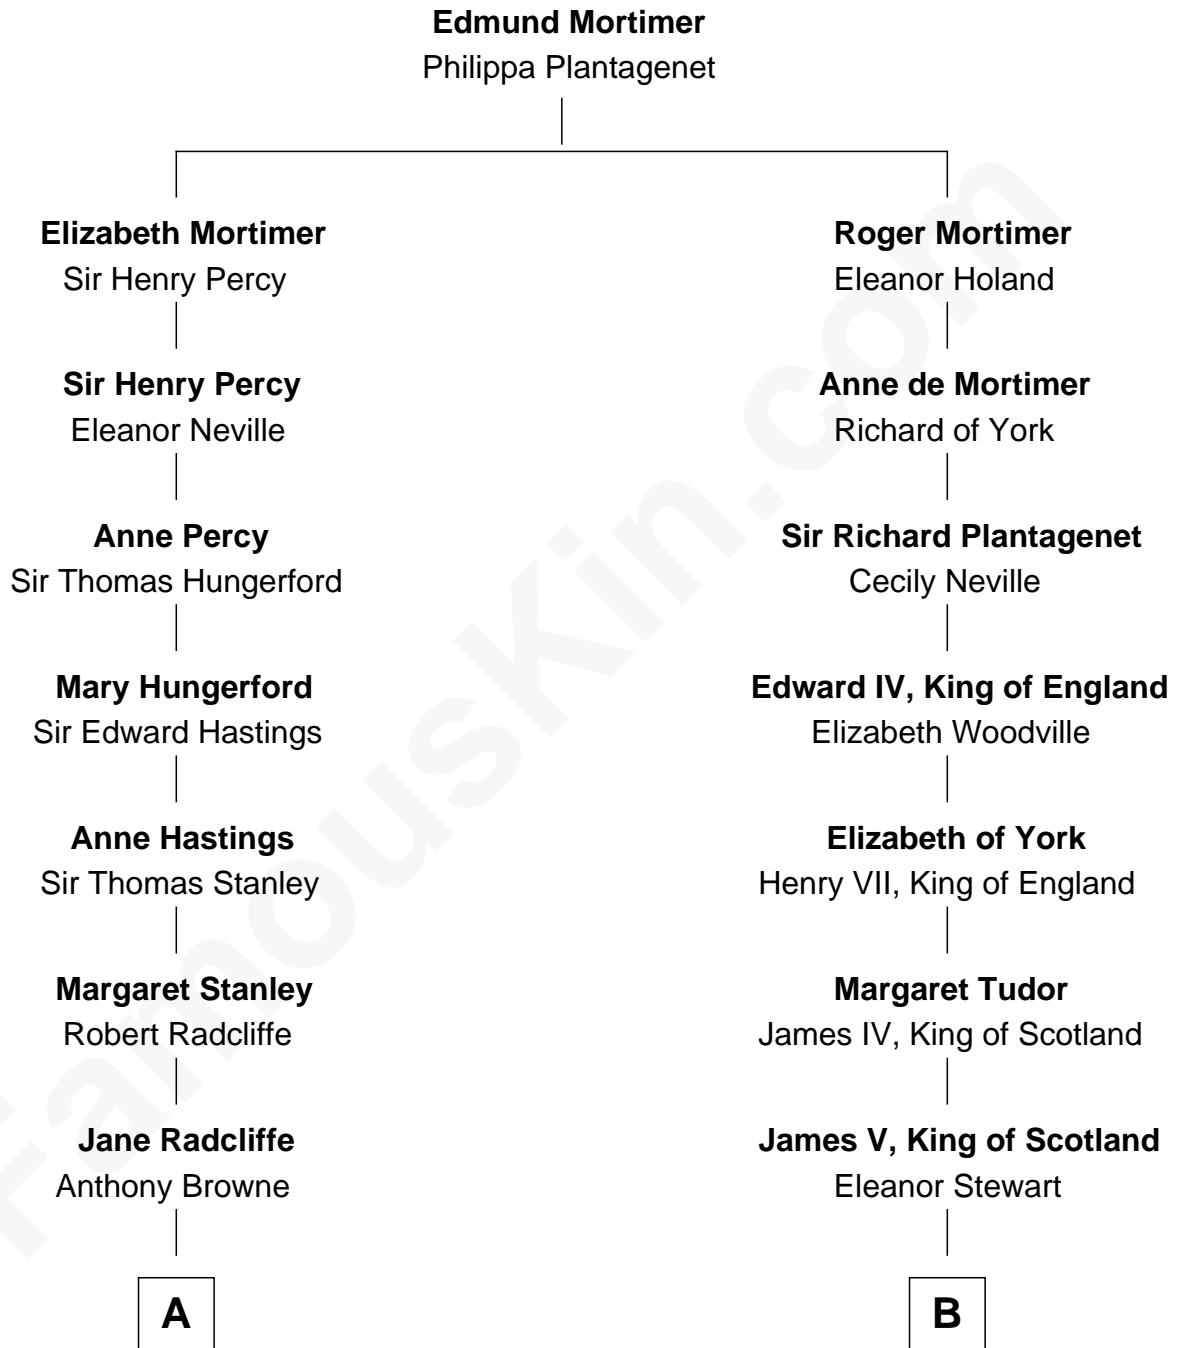 Edmund Mortimer
Philippa Plantagenet
Elizabeth Mortimer
Sir Henry Percy
Roger Mortimer
Eleanor Holand
Sir Henry Percy
Eleanor Neville
Anne de Mortimer
Richard of York
Anne Percy
Sir Thomas Hungerford
Sir Richard Plantagenet
Cecily Neville
Mary Hungerford
Sir Edward Hastings
Edward IV, King of England
Elizabeth Woodville
Anne Hastings
Sir Thomas Stanley
Elizabeth of York
Henry VII, King of England
Margaret Stanley
Robert Radcliffe
Margaret Tudor
James IV, King of Scotland
Jane Radcliffe
Anthony Browne
James V, King of Scotland
Eleanor Stewart
A
B
FamousKin.com